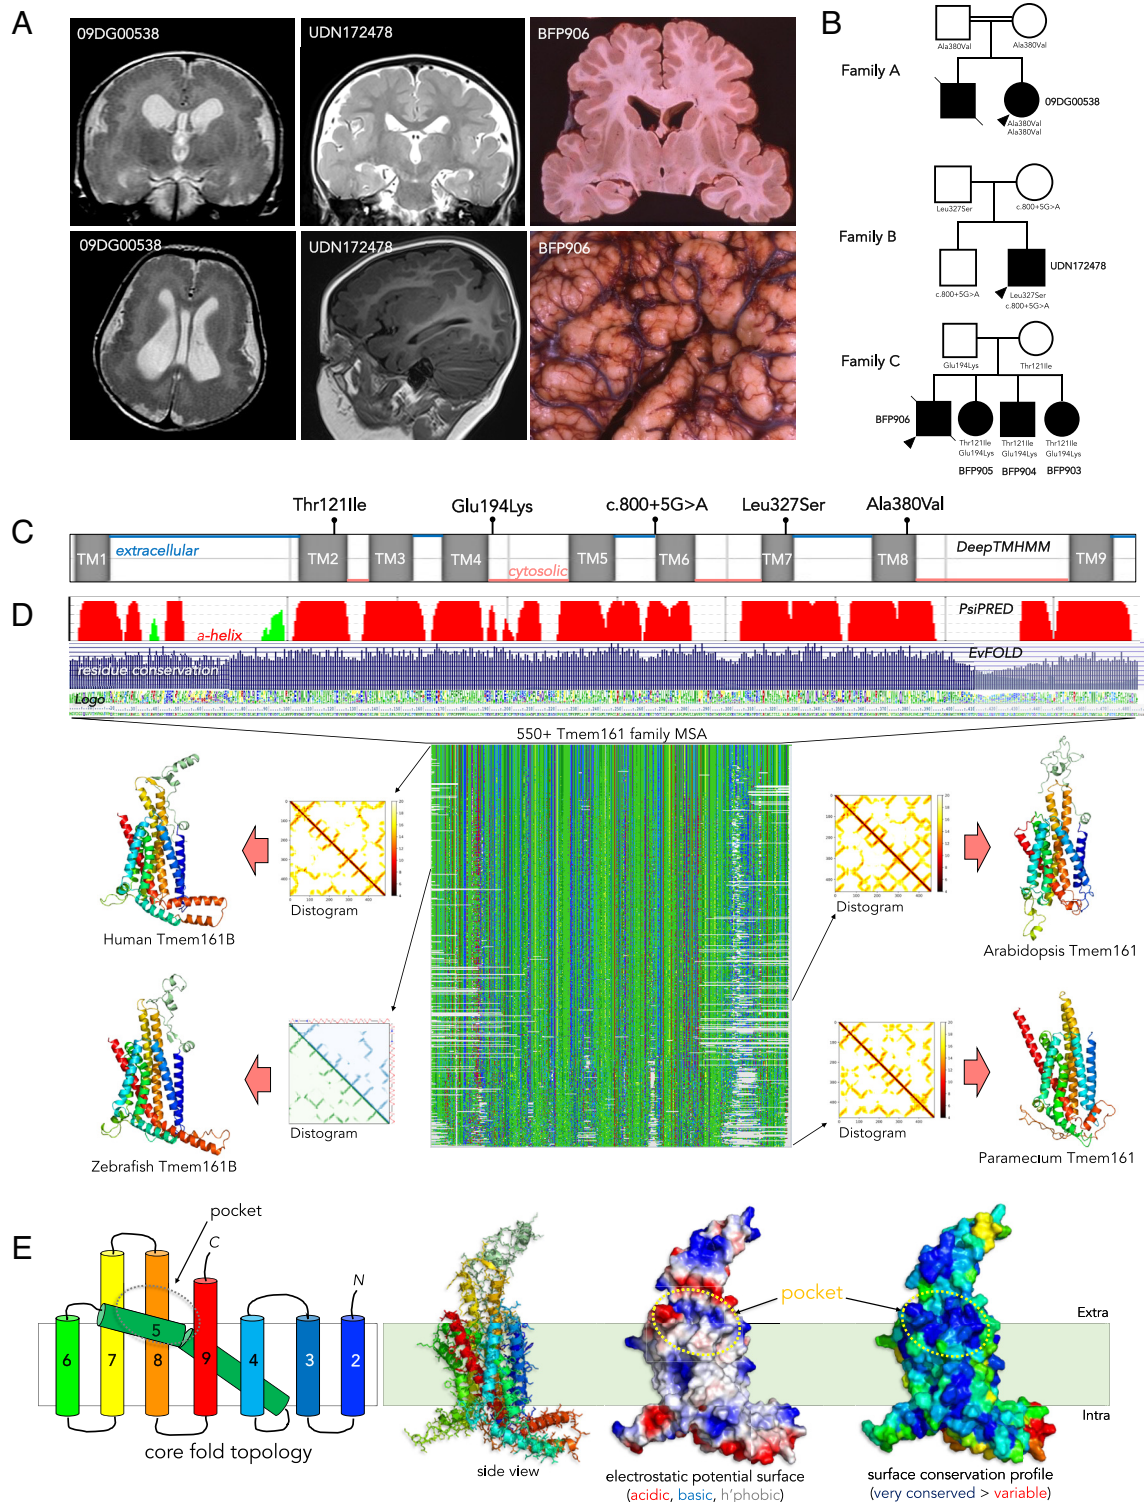 A
09DG00538
UDN172478
BFP906
09DG00538
UDN172478
BFP906
B
Ala380Val
Ala380Val
Family A
09DG00538
Ala380Val
Ala380Val
Leu327Ser
c.800+5G>A
Family B
UDN172478
c.800+5G>A
Leu327Ser
c.800+5G>A
Family C
Glu194Lys
Thr121Ile
BFP906
Thr121Ile
Glu194Lys
BFP905
Thr121Ile
Glu194Lys
BFP904
Thr121Ile
Glu194Lys
BFP903
C
Thr121Ile
Glu194Lys
c.800+5G>A
Leu327Ser
Ala380Val
TM1
extracellular
TM2
TM3
TM4
cytosolic
TM5
TM6
TM7
TM8
DeepTMHMM
TM9
D
PsiPRED
a-helix
EvFOLD
residue conservation
Logo
550+ Tmem161 family MSA
Distogram
Human Tmem161B
Distogram
Arabidopsis Tmem161
Distogram
Zebrafish Tmem161B
Distogram
Paramecium Tmem161
E
pocket
C
N
6
7
8
5
9
4
3
2
core fold topology
side view
pocket
Extra
Intra
electrostatic potential surface
(acidic, basic, h'phobic)
surface conservation profile
(very conserved > variable)